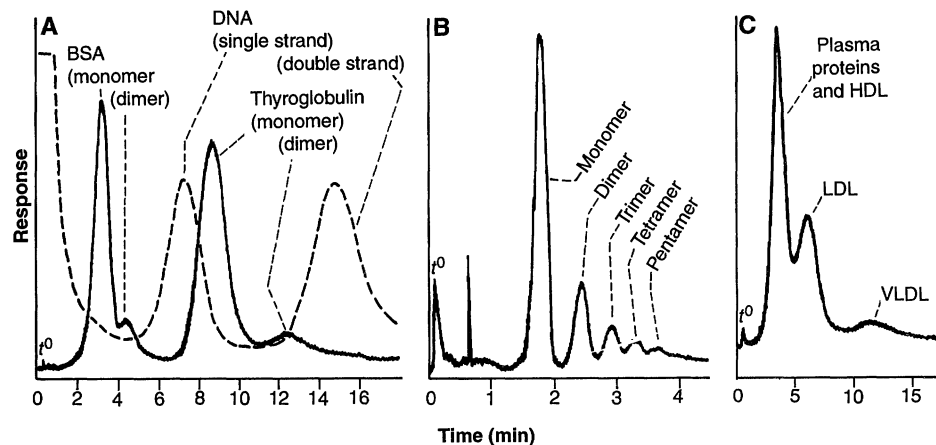 A
BSA
(monomer
(dimer)
DNA
(single strand)
(double strand)
Thyroglobulin
(monomer)
(dimer)
t⁰
0 2 4 6 8 10 12 14 16
Response
B
Monomer
Dimer
Trimer
Tetramer
Pentamer
t⁰
0 1 2 3 4
C
Plasma
proteins
and HDL
LDL
VLDL
t⁰
0 5 10 15
Time (min)